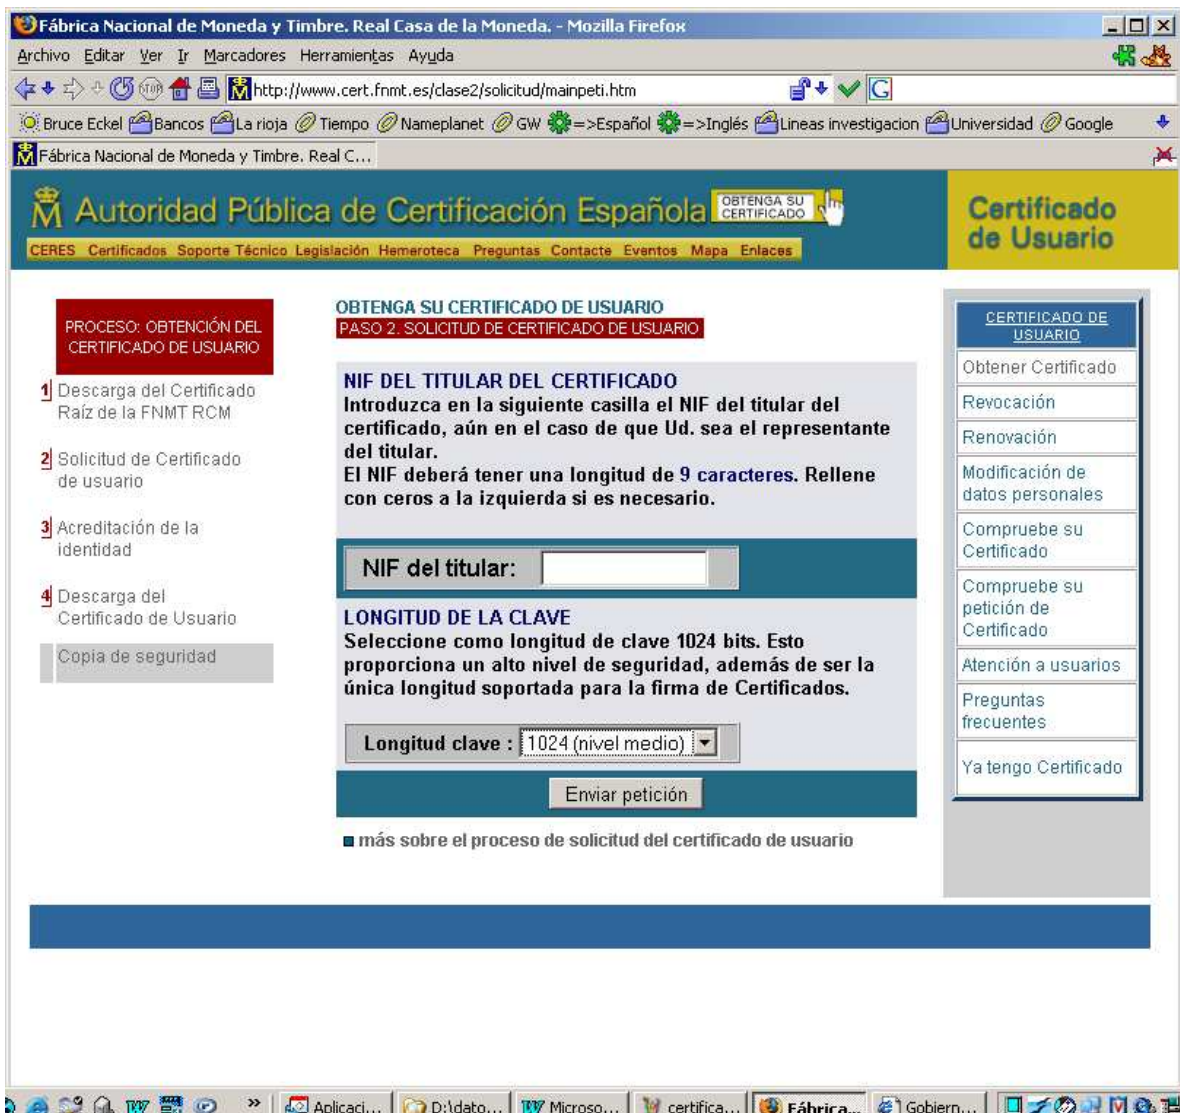 Fábrica Nacional de Moneda y Timbre. Real Casa de la Moneda. - Mozilla Firefox
Archivo Editar Ver Ir Marcadores Herramientas Ayuda
STOP http://www.cert.fnmt.es/clase2/solicitud/mainpeti.htm G
Bruce Eckel Bancos La rioja Tiempo Nameplanet GW =>Español =>Inglés Lineas investigacion Universidad Google
Fábrica Nacional de Moneda y Timbre. Real C...
Autoridad Pública de Certificación Española
OBTENGA SU
CERTIFICADO
CERES Certificados Soporte Técnico Legislación Hemeroteca Preguntas Contacte Eventos Mapa Enlaces
Certificado
de Usuario
PROCESO: OBTENCIÓN DEL
CERTIFICADO DE USUARIO
1 Descarga del Certificado
Raíz de la FNMT RCM
2 Solicitud de Certificado
de usuario
3 Acreditación de la
identidad
4 Descarga del
Certificado de Usuario
Copia de seguridad
OBTENGA SU CERTIFICADO DE USUARIO
PASO 2. SOLICITUD DE CERTIFICADO DE USUARIO
NIF DEL TITULAR DEL CERTIFICADO
Introduzca en la siguiente casilla el NIF del titular del
certificado, aún en el caso de que Ud. sea el representante
del titular.
El NIF deberá tener una longitud de 9 caracteres. Rellene
con ceros a la izquierda si es necesario.
NIF del titular:
LONGITUD DE LA CLAVE
Seleccione como longitud de clave 1024 bits. Esto
proporciona un alto nivel de seguridad, además de ser la
única longitud soportada para la firma de Certificados.
Longitud clave : 1024 (nivel medio)
Enviar petición
más sobre el proceso de solicitud del certificado de usuario
CERTIFICADO DE
USUARIO
Obtener Certificado
Revocación
Renovación
Modificación de
datos personales
Compruebe su
Certificado
Compruebe su
petición de
Certificado
Atención a usuarios
Preguntas
frecuentes
Ya tengo Certificado
» Aplicaci... D:\dato... Microso... certifica... Fábrica... Gobiern...